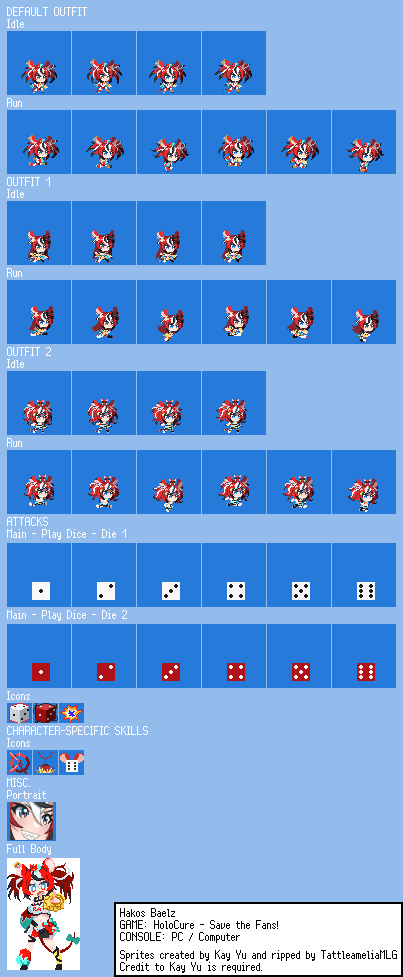 DEFAULT OUTFIT
Idle
Run
OUTFIT 1
Idle
Run
OUTFIT 2
Idle
Run
ATTACKS
Main - Play Dice - Die 1
Main - Play Dice - Die 2
Icons
CHARACTER-SPECIFIC SKILLS
Icons
MISC.
Portrait
Full Body
Hakos Baelz
GAME: HoloCure - Save the Fans!
CONSOLE: PC / Computer
Sprites created by Kay Yu and ripped by TattleameliaMLG
Credit to Kay Yu is required.